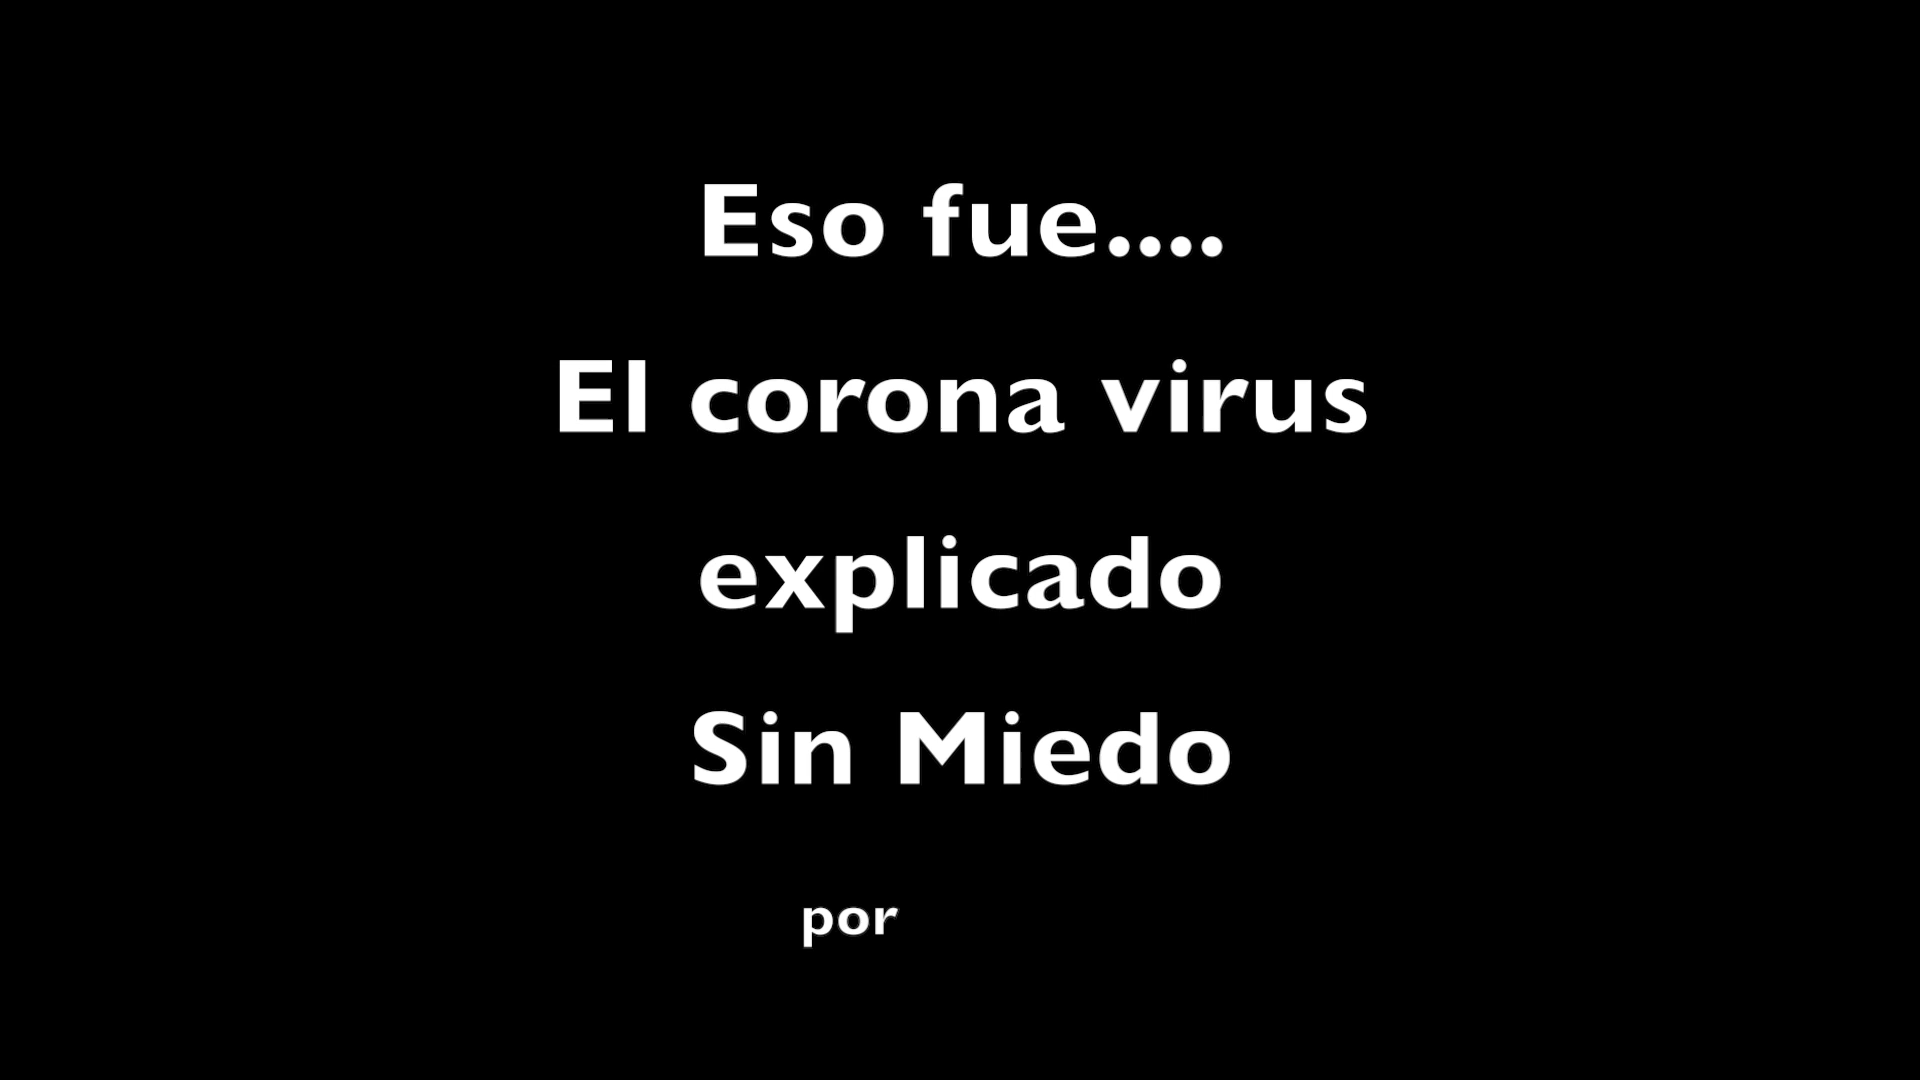 Eso fue....
El corona virus
explicado
Sin Miedo
por